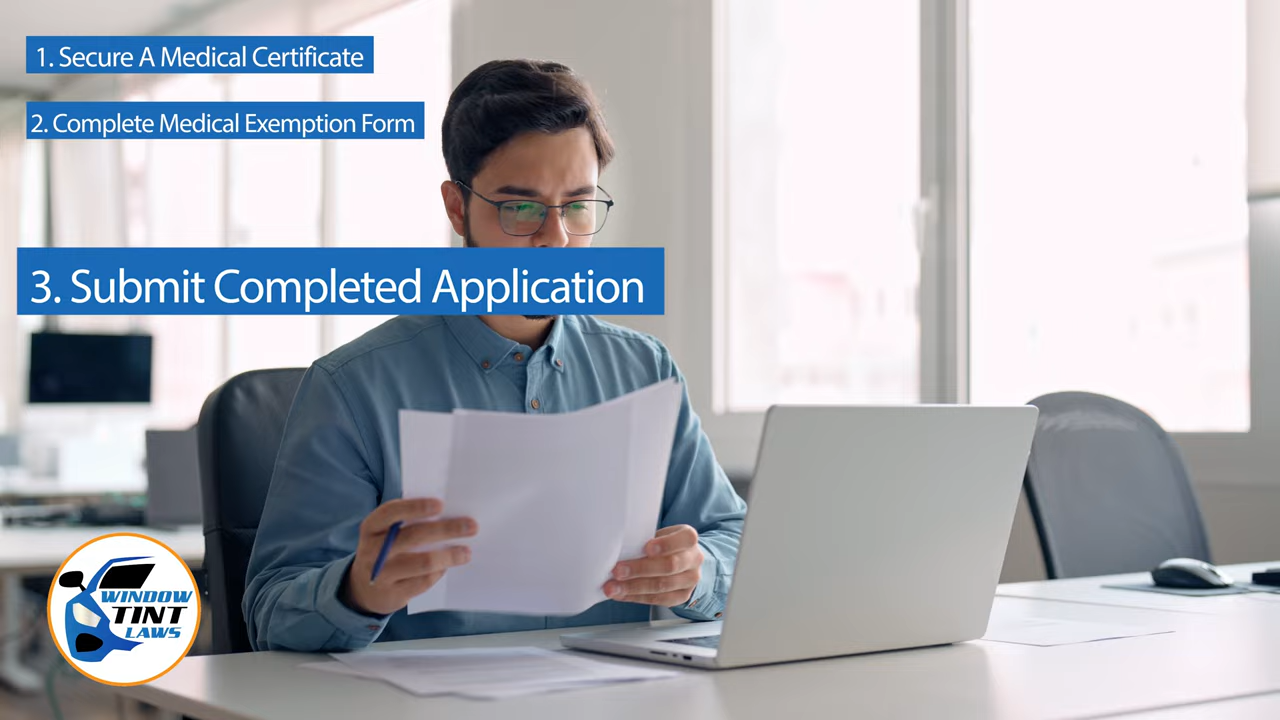 1. Secure A Medical Certificate
2. Complete Medical Exemption Form
3. Submit Completed Application
WINDOW
TINT
LAWS